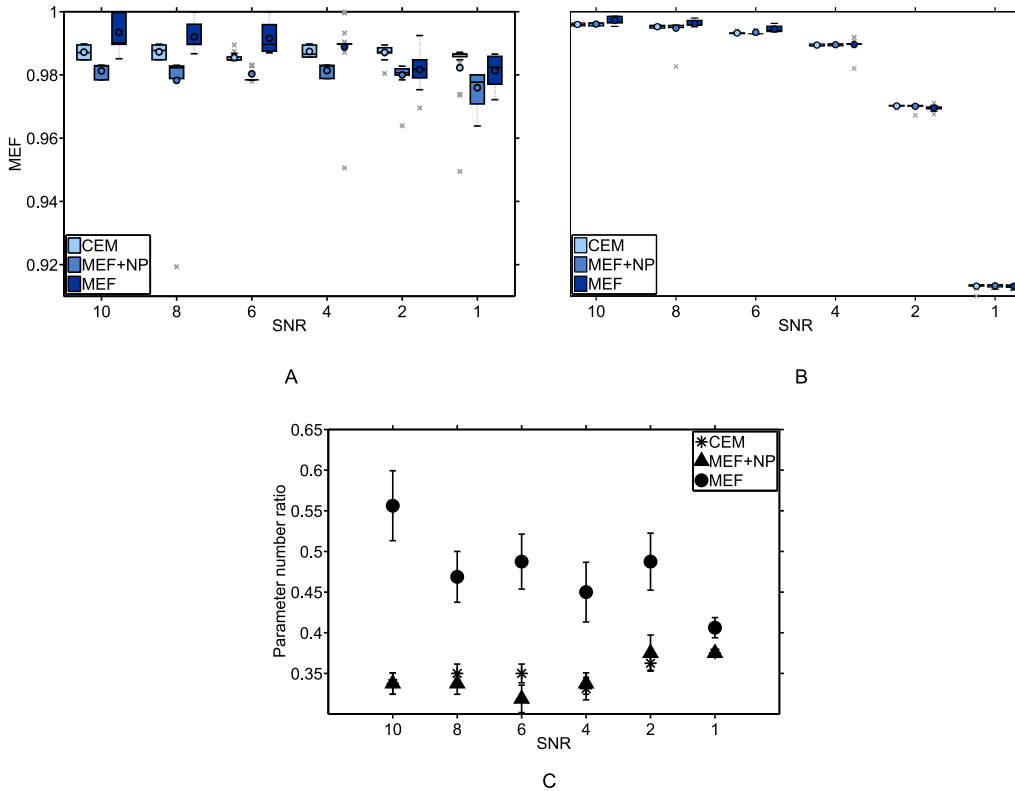 1
0.98
0.96
0.94
0.92
MEF
CEM
MEF+NP
MEF
10 8 6 4 2 1
SNR
A
CEM
MEF+NP
MEF
10 8 6 4 2 1
SNR
B
0.65
0.6
0.55
0.5
0.45
0.4
0.35
Parameter number ratio
CEM
MEF+NP
MEF
10 8 6 4 2 1
SNR
C